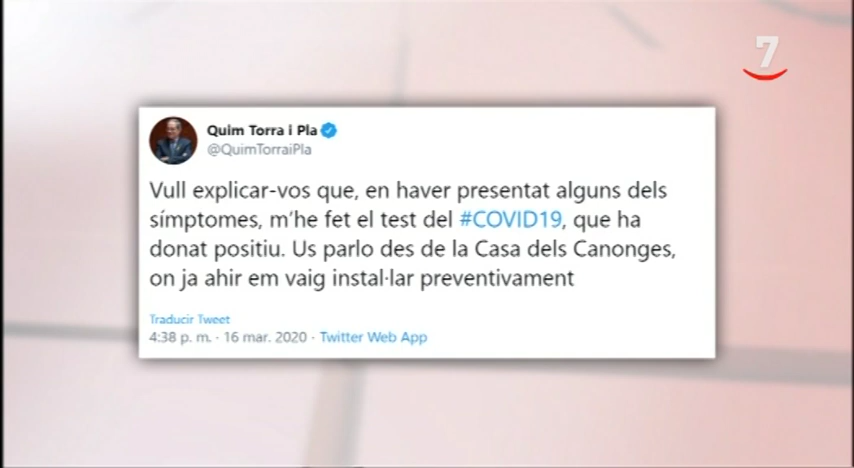 7
Quim Torra i Pla
@QuimTorraiPla
Vull explicar-vos que, en haver presentat alguns dels
símptomes, m'he fet el test del #COVID19, que ha
donat positiu. Us parlo des de la Casa dels Canonges,
on ja ahir em vaig instal·lar preventivament
Traducir Tweet
4:38 p. m. · 16 mar. 2020 · Twitter Web App